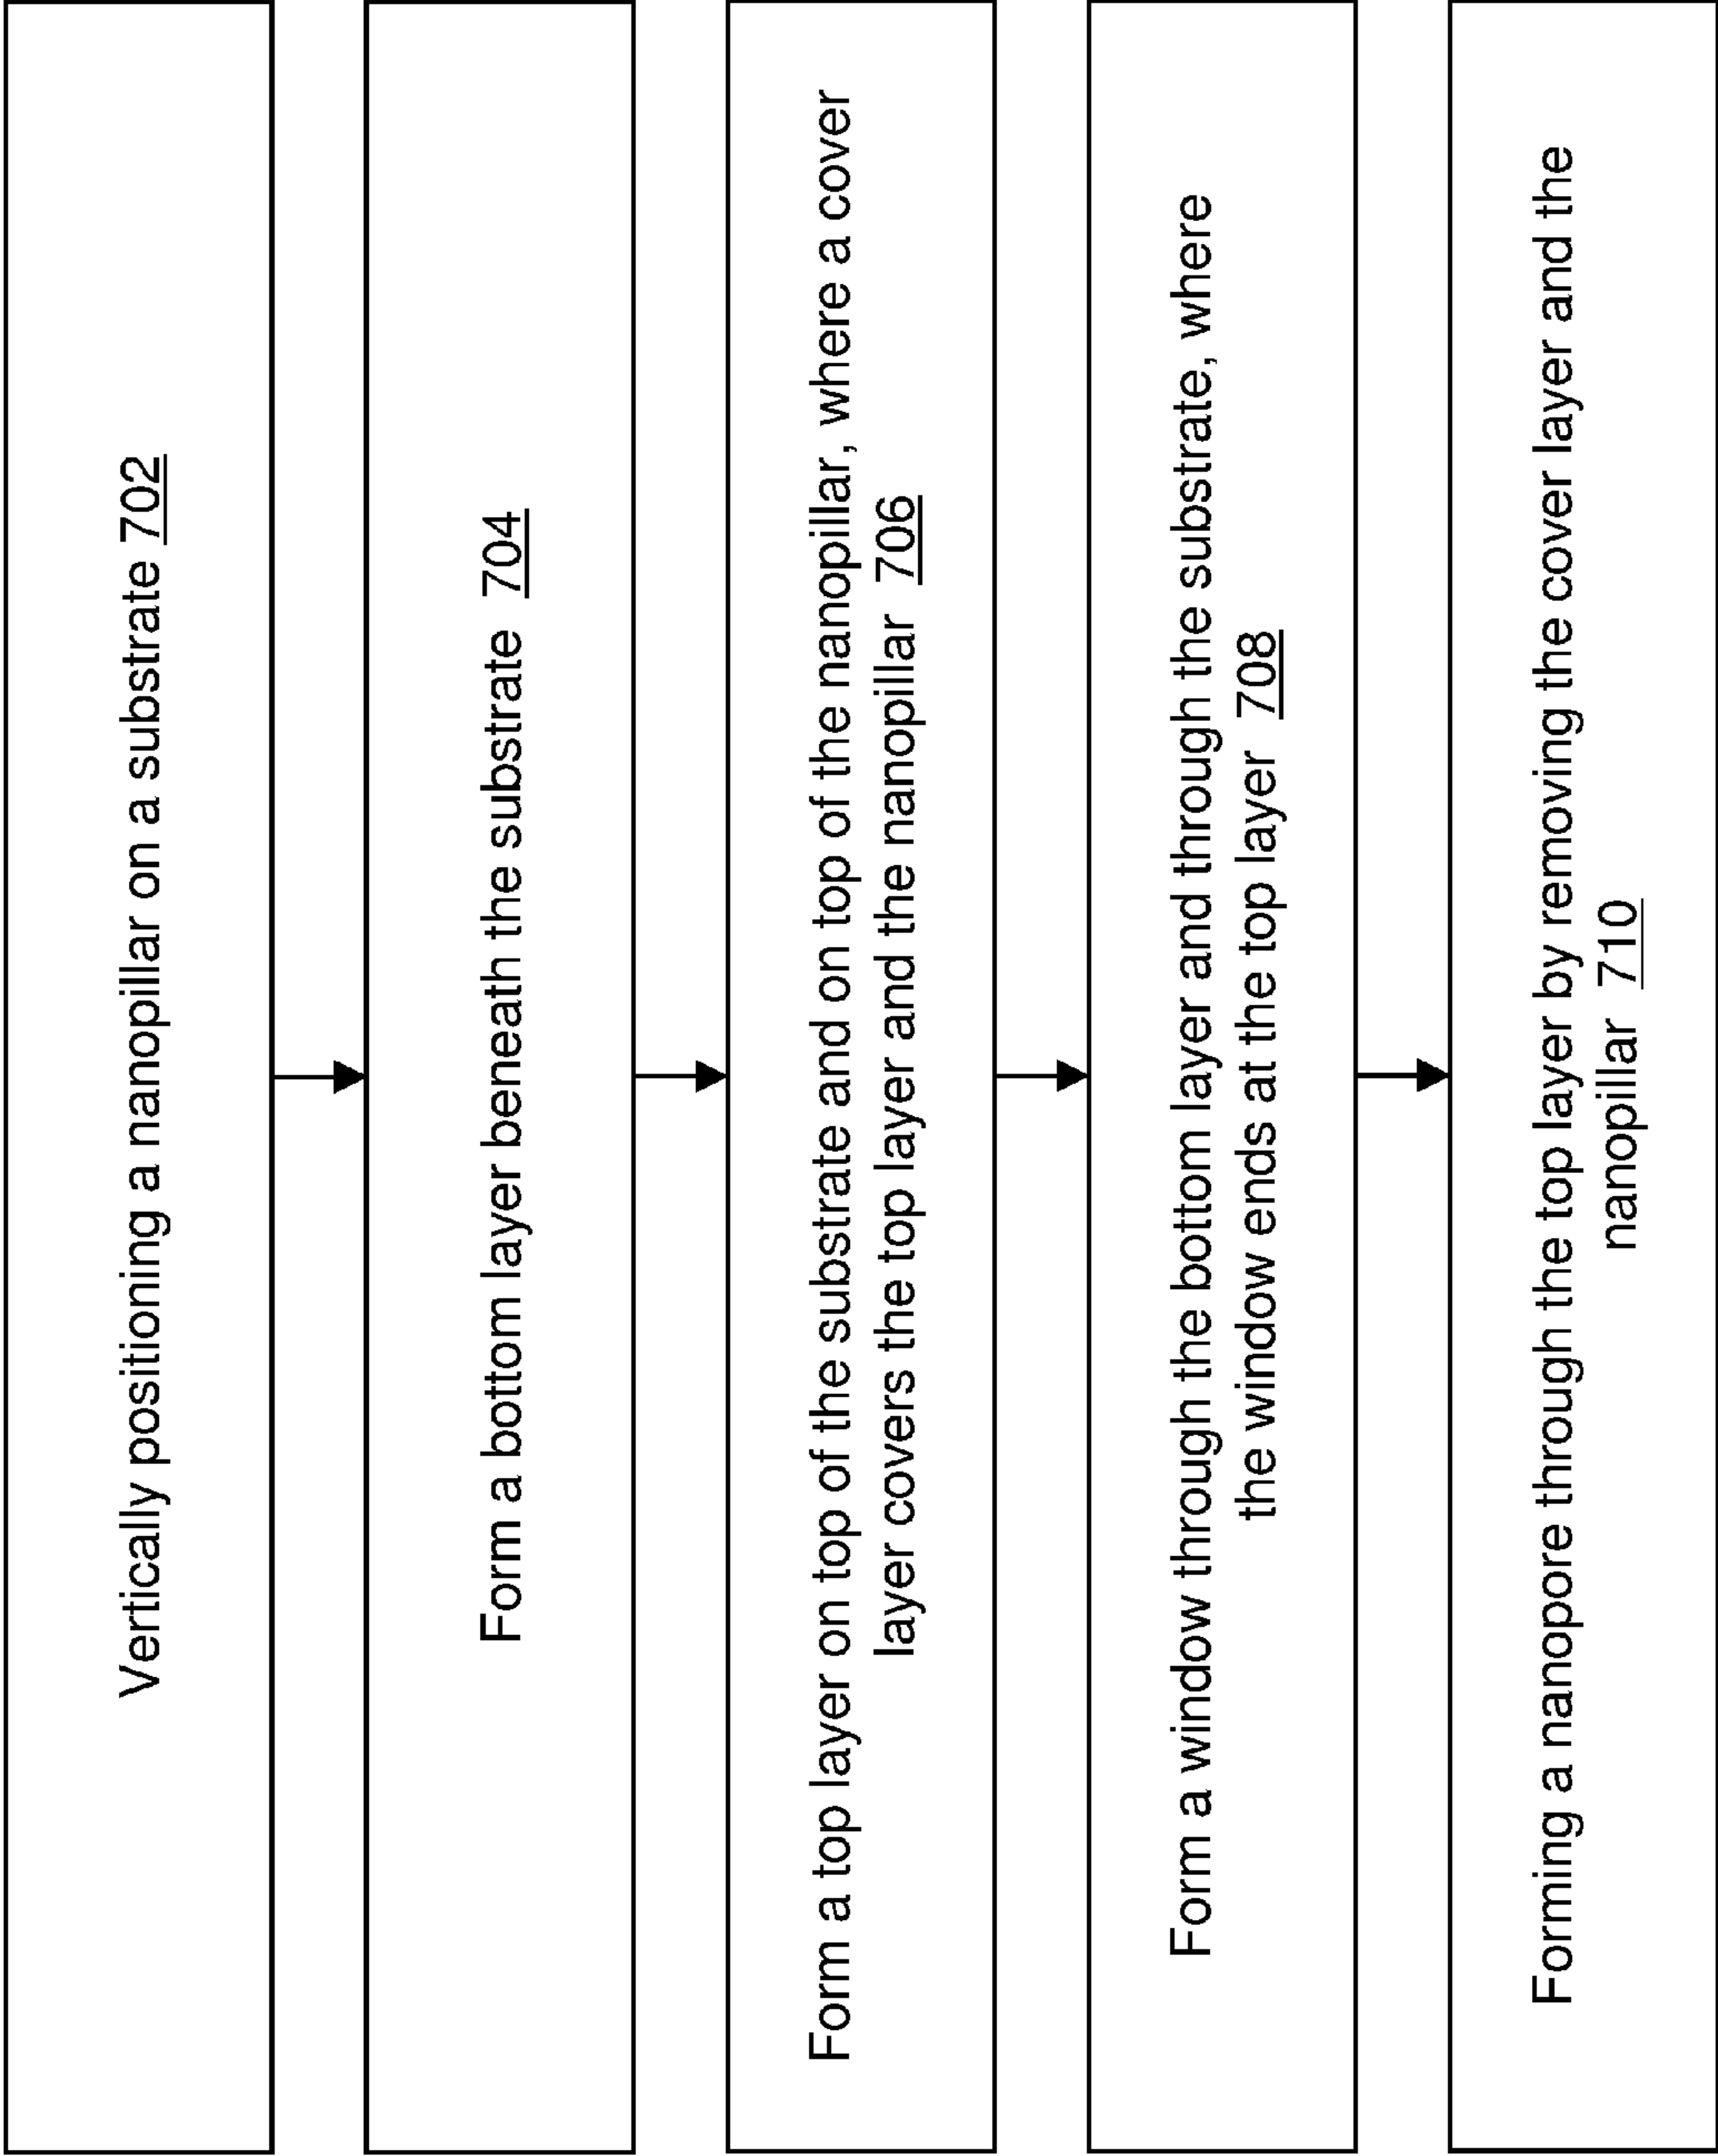 Vertically positioning a nanopillar on a substrate 702
Form a bottom layer beneath the substrate 704
Form a top layer on top of the substrate and on top of the nanopillar, where a cover
layer covers the top layer and the nanopillar 706
Form a window through the bottom layer and through the substrate, where
the window ends at the top layer 708
Forming a nanopore through the top layer by removing the cover layer and the
nanopillar 710